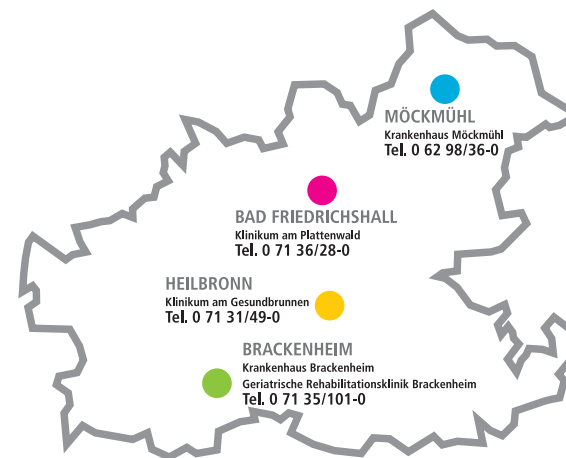 MÖCKMÜHL
Krankenhaus Möckmühl
Tel. 0 62 98/36-0
BAD FRIEDRICHSHALL
Klinikum am Plattenwald
Tel. 0 71 36/28-0
HEILBRONN
Klinikum am Gesundbrunnen
Tel. 0 71 31/49-0
BRACKENHEIM
Krankenhaus Brackenheim
Geriatrische Rehabilitationsklinik Brackenheim
Tel. 0 71 35/101-0